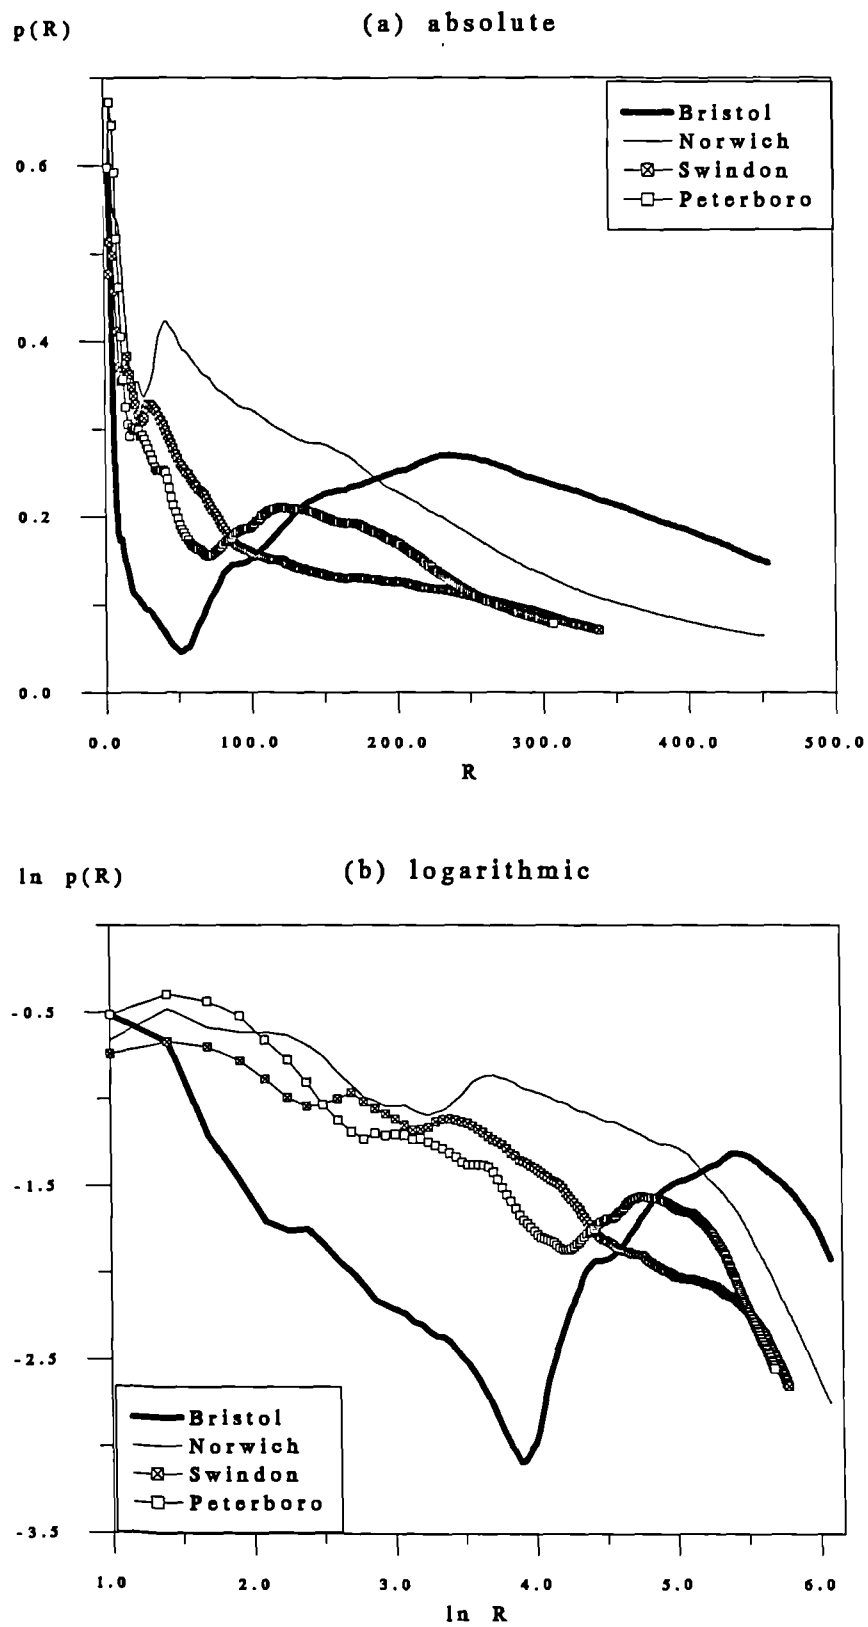 (a) absolute
p(R)
Bristol
Norwich
Swindon
Peterboro
0.6
0.4
0.2
0.0
0.0 100.0 200.0 300.0 400.0 500.0
R
(b) logarithmic
ln p(R)
-0.5
-1.5
-2.5
-3.5
Bristol
Norwich
Swindon
Peterboro
1.0 2.0 3.0 4.0 5.0 6.0
ln R